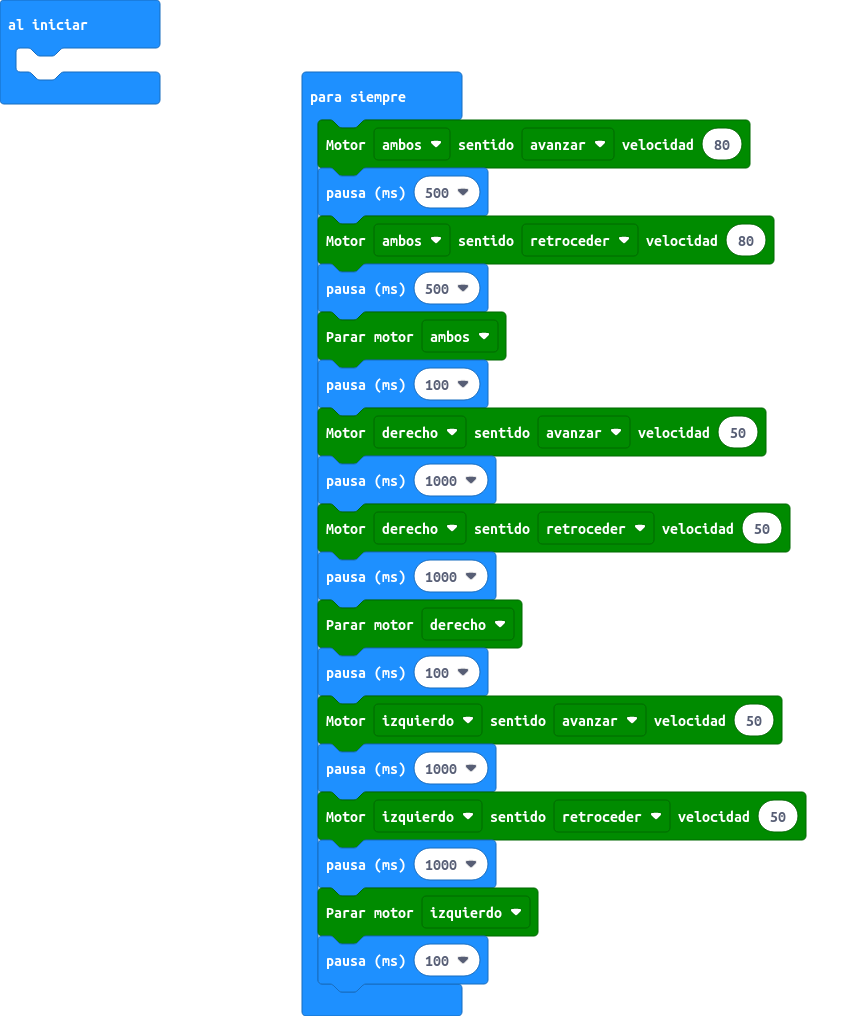 al iniciar
para siempre
Motor ambos sentido avanzar velocidad 80
pausa (ms) 500
Motor ambos sentido retroceder velocidad 80
pausa (ms) 500
Parar motor ambos
pausa (ms) 100
Motor derecho sentido avanzar velocidad 50
pausa (ms) 1000
Motor derecho sentido retroceder velocidad 50
pausa (ms) 1000
Parar motor derecho
pausa (ms) 100
Motor izquierdo sentido avanzar velocidad 50
pausa (ms) 1000
Motor izquierdo sentido retroceder velocidad 50
pausa (ms) 1000
Parar motor izquierdo
pausa (ms) 100